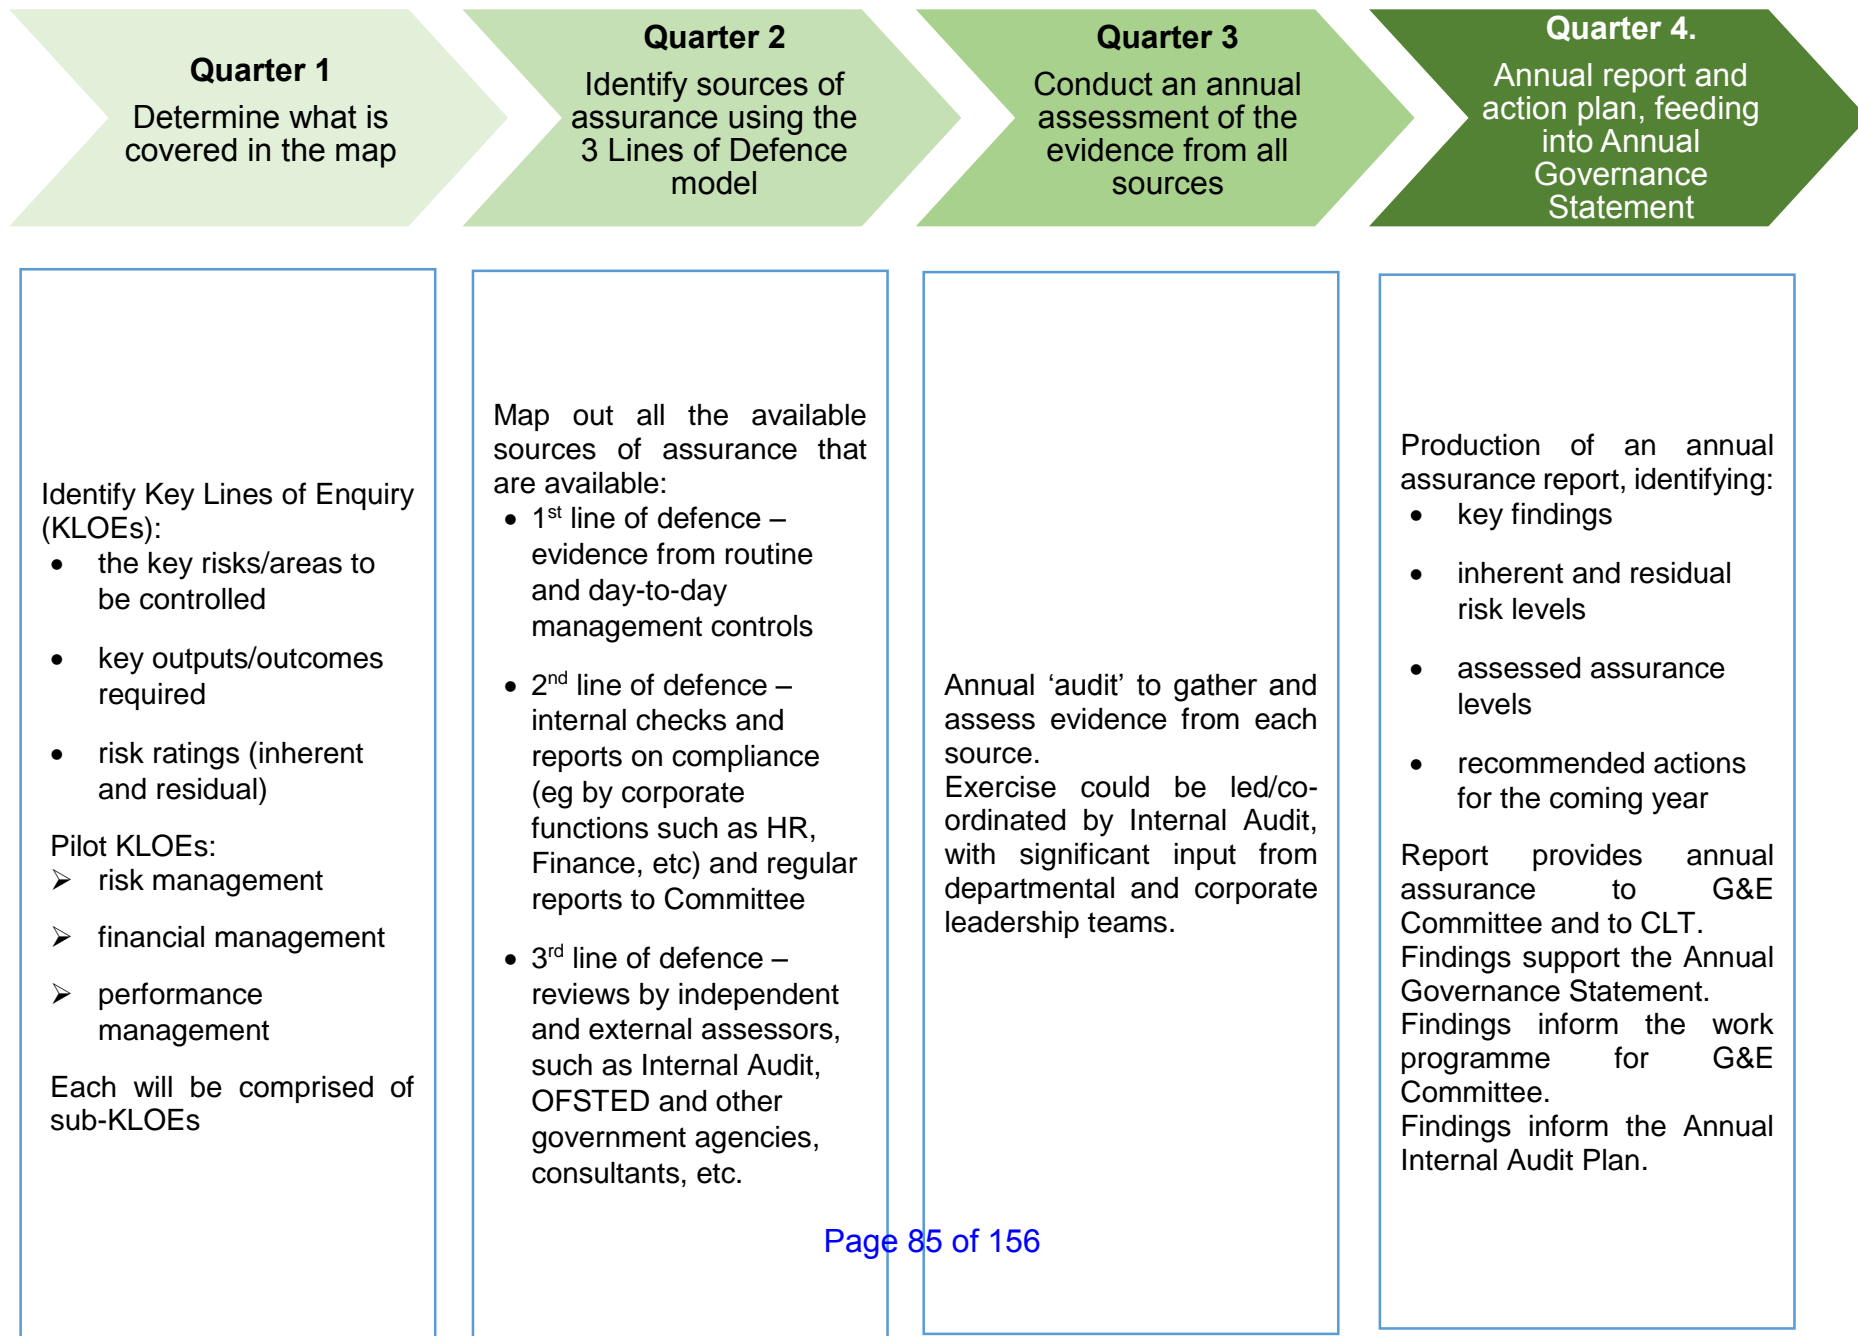 Quarter 1
Determine what is
covered in the map
Quarter 2
Identify sources of
assurance using the
3 Lines of Defence
model
Quarter 3
Conduct an annual
assessment of the
evidence from all
sources
Quarter 4.
Annual report and
action plan, feeding
into Annual
Governance
Statement
Identify Key Lines of Enquiry
(KLOEs):
• the key risks/areas to
be controlled
• key outputs/outcomes
required
• risk ratings (inherent
and residual)
Pilot KLOEs:
➢ risk management
➢ financial management
➢ performance
management
Each will be comprised of
sub-KLOEs
Map out all the available
sources of assurance that
are available:
• 1st line of defence –
evidence from routine
and day-to-day
management controls
• 2nd line of defence –
internal checks and
reports on compliance
(eg by corporate
functions such as HR,
Finance, etc) and regular
reports to Committee
• 3rd line of defence –
reviews by independent
and external assessors,
such as Internal Audit,
OFSTED and other
government agencies,
consultants, etc.
Annual ‘audit’ to gather and
assess evidence from each
source.
Exercise could be led/co-
ordinated by Internal Audit,
with significant input from
departmental and corporate
leadership teams.
Production of an annual
assurance report, identifying:
• key findings
• inherent and residual
risk levels
• assessed assurance
levels
• recommended actions
for the coming year
Report provides annual
assurance to G&E
Committee and to CLT.
Findings support the Annual
Governance Statement.
Findings inform the work
programme for G&E
Committee.
Findings inform the Annual
Internal Audit Plan.
Page 85 of 156